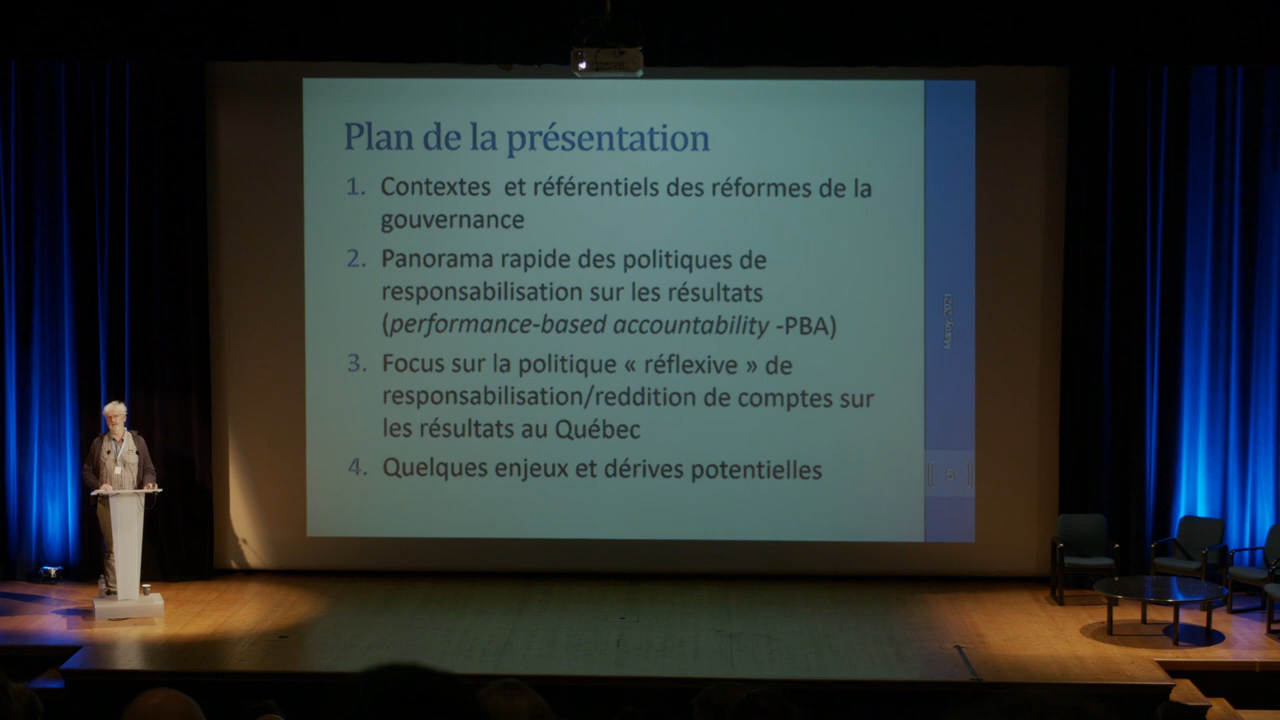 Plan de la présentation
1. Contextes et référentiels des réformes de la
gouvernance
2. Panorama rapide des politiques de
responsabilisation sur les résultats
(performance-based accountability -PBA)
3. Focus sur la politique « réflexive » de
responsabilisation/reddition de comptes sur
les résultats au Québec
4. Quelques enjeux et dérives potentielles
Maroy, 2021